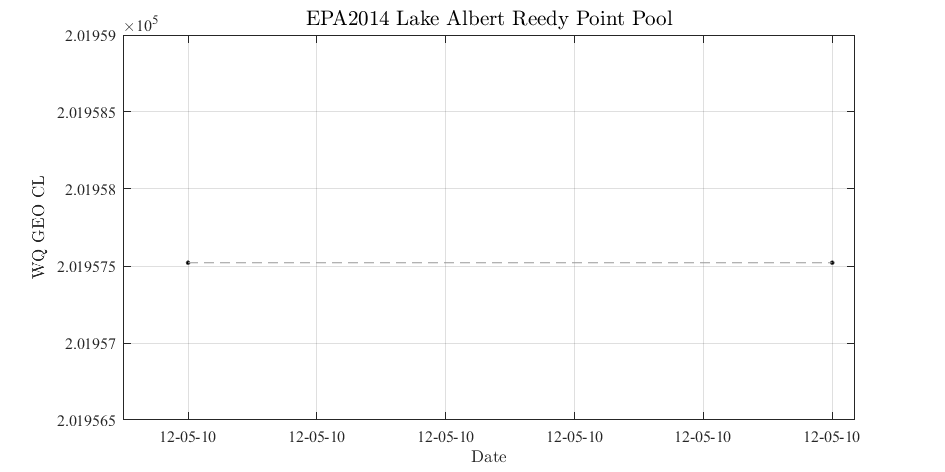 EPA2014 Lake Albert Reedy Point Pool
×10⁵
2.01959
2.019585
2.01958
2.019575
2.01957
2.019565
WQ GEO CL
12-05-10 12-05-10 12-05-10 12-05-10 12-05-10 12-05-10
Date